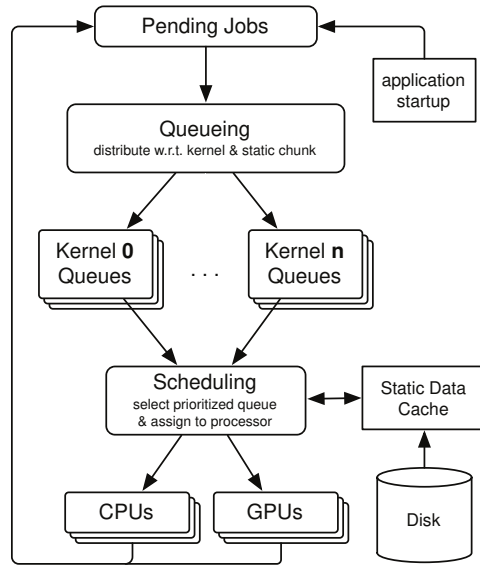 Pending Jobs
application
startup
Queueing
distribute w.r.t. kernel & static chunk
Kernel 0
Queues
. . .
Kernel n
Queues
Scheduling
select prioritized queue
& assign to processor
Static Data
Cache
CPUs
GPUs
Disk